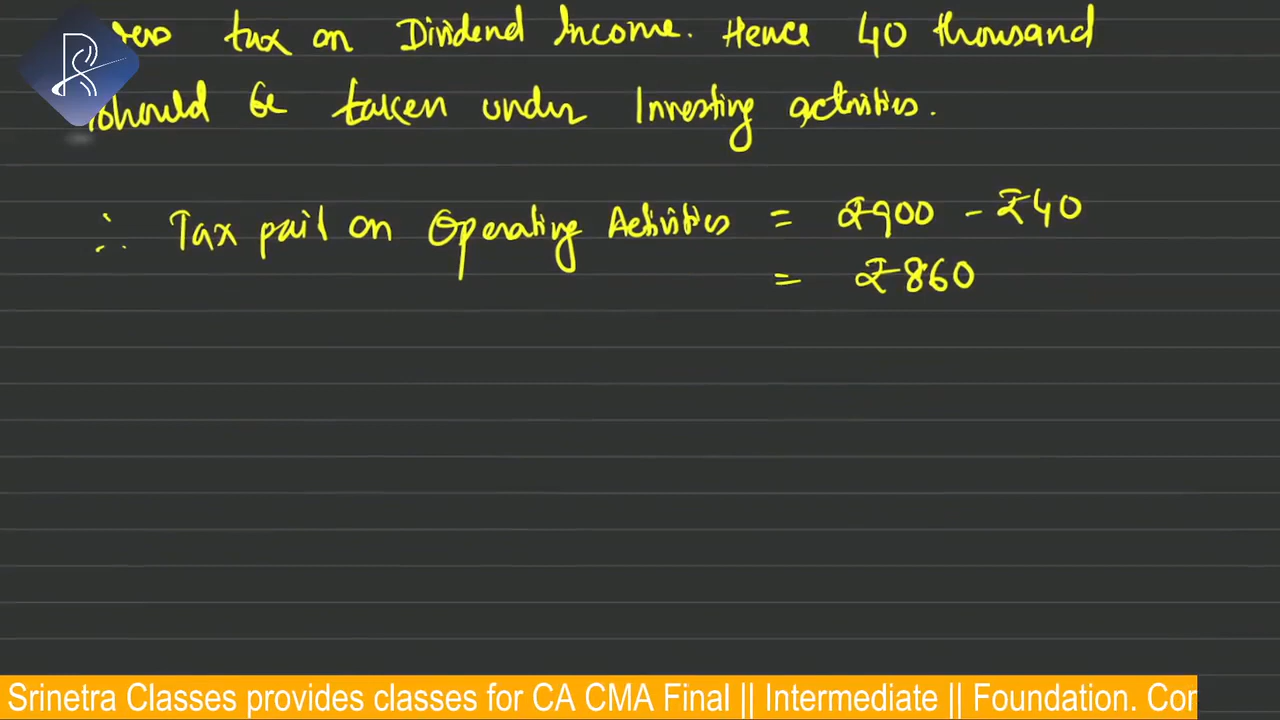 tax on Dividend Income. Hence 40 thousand
should be taken under Investing activities.
∴ Tax paid on Operating Activities = ₹900 - ₹40
= ₹860
Srinetra Classes provides classes for CA CMA Final || Intermediate || Foundation. Cor